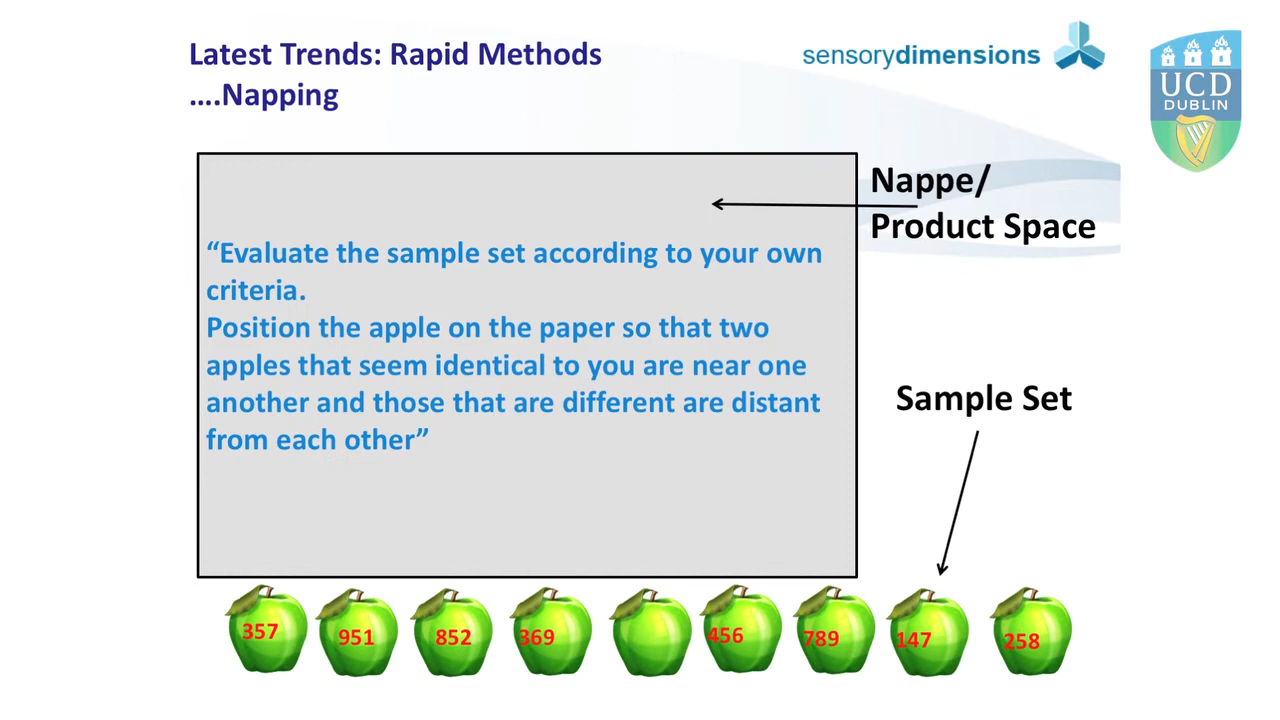 Latest Trends: Rapid Methods
….Napping
sensorydimensions
UCD
DUBLIN
Nappe/
Product Space
“Evaluate the sample set according to your own
criteria.
Position the apple on the paper so that two
apples that seem identical to you are near one
another and those that are different are distant
from each other”
Sample Set
357 951 852 369 456 789 147 258